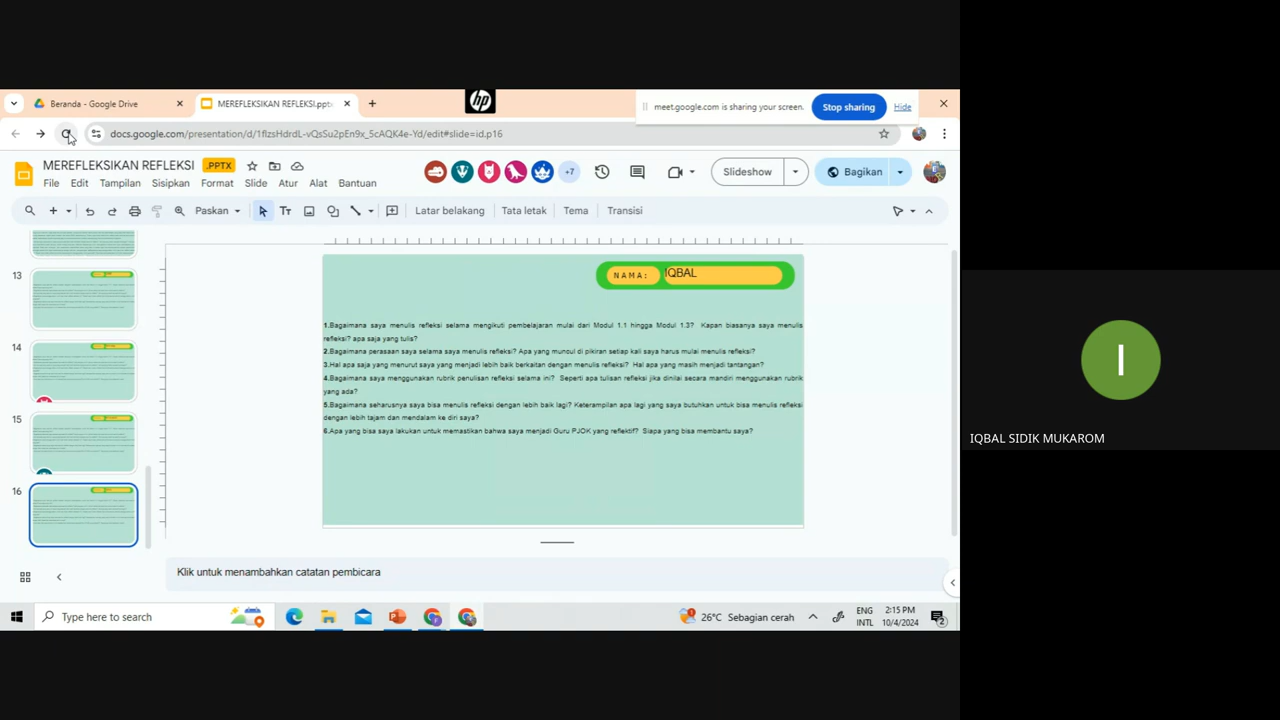 Beranda - Google Drive
MEREFLEKSIKAN REFLEKSI.ppt
hp
meet.google.com is sharing your screen.
Stop sharing
Hide
docs.google.com/presentation/d/1flzsHdrdL-vQsSu2pEn9x_5cAQK4e-Yd/edit#slide=id.p16
MEREFLEKSIKAN REFLEKSI .PPTX
+7
Slideshow
Bagikan
File Edit Tampilan Sisipkan Format Slide Atur Alat Bantuan
Paskan
Tт
Latar belakang Tata letak Tema Transisi
13
14
15
16
NAMA: IQBAL
1.Bagaimana saya menulis refleksi selama mengikuti pembelajaran mulai dari Modul 1.1 hingga Modul 1.3? Kapan biasanya saya menulis
refleksi? apa saja yang tulis?
2.Bagaimana perasaan saya selama saya menulis refleksi? Apa yang muncul di pikiran setiap kali saya harus mulai menulis refleksi?
3.Hal apa saja yang menurut saya yang menjadi lebih baik berkaitan dengan menulis refleksi? Hal apa yang masih menjadi tantangan?
4.Bagaimana saya menggunakan rubrik penulisan refleksi selama ini? Seperti apa tulisan refleksi jika dinilai secara mandiri menggunakan rubrik
yang ada?
5.Bagaimana seharusnya saya bisa menulis refleksi dengan lebih baik lagi? Keterampilan apa lagi yang saya butuhkan untuk bisa menulis refleksi
dengan lebih tajam dan mendalam ke diri saya?
6.Apa yang bisa saya lakukan untuk memastikan bahwa saya menjadi Guru PJOK yang reflektif? Siapa yang bisa membantu saya?
Klik untuk menambahkan catatan pembicara
Type here to search
26°C Sebagian cerah
ENG
INTL
2:15 PM
10/4/2024
2
I
IQBAL SIDIK MUKAROM